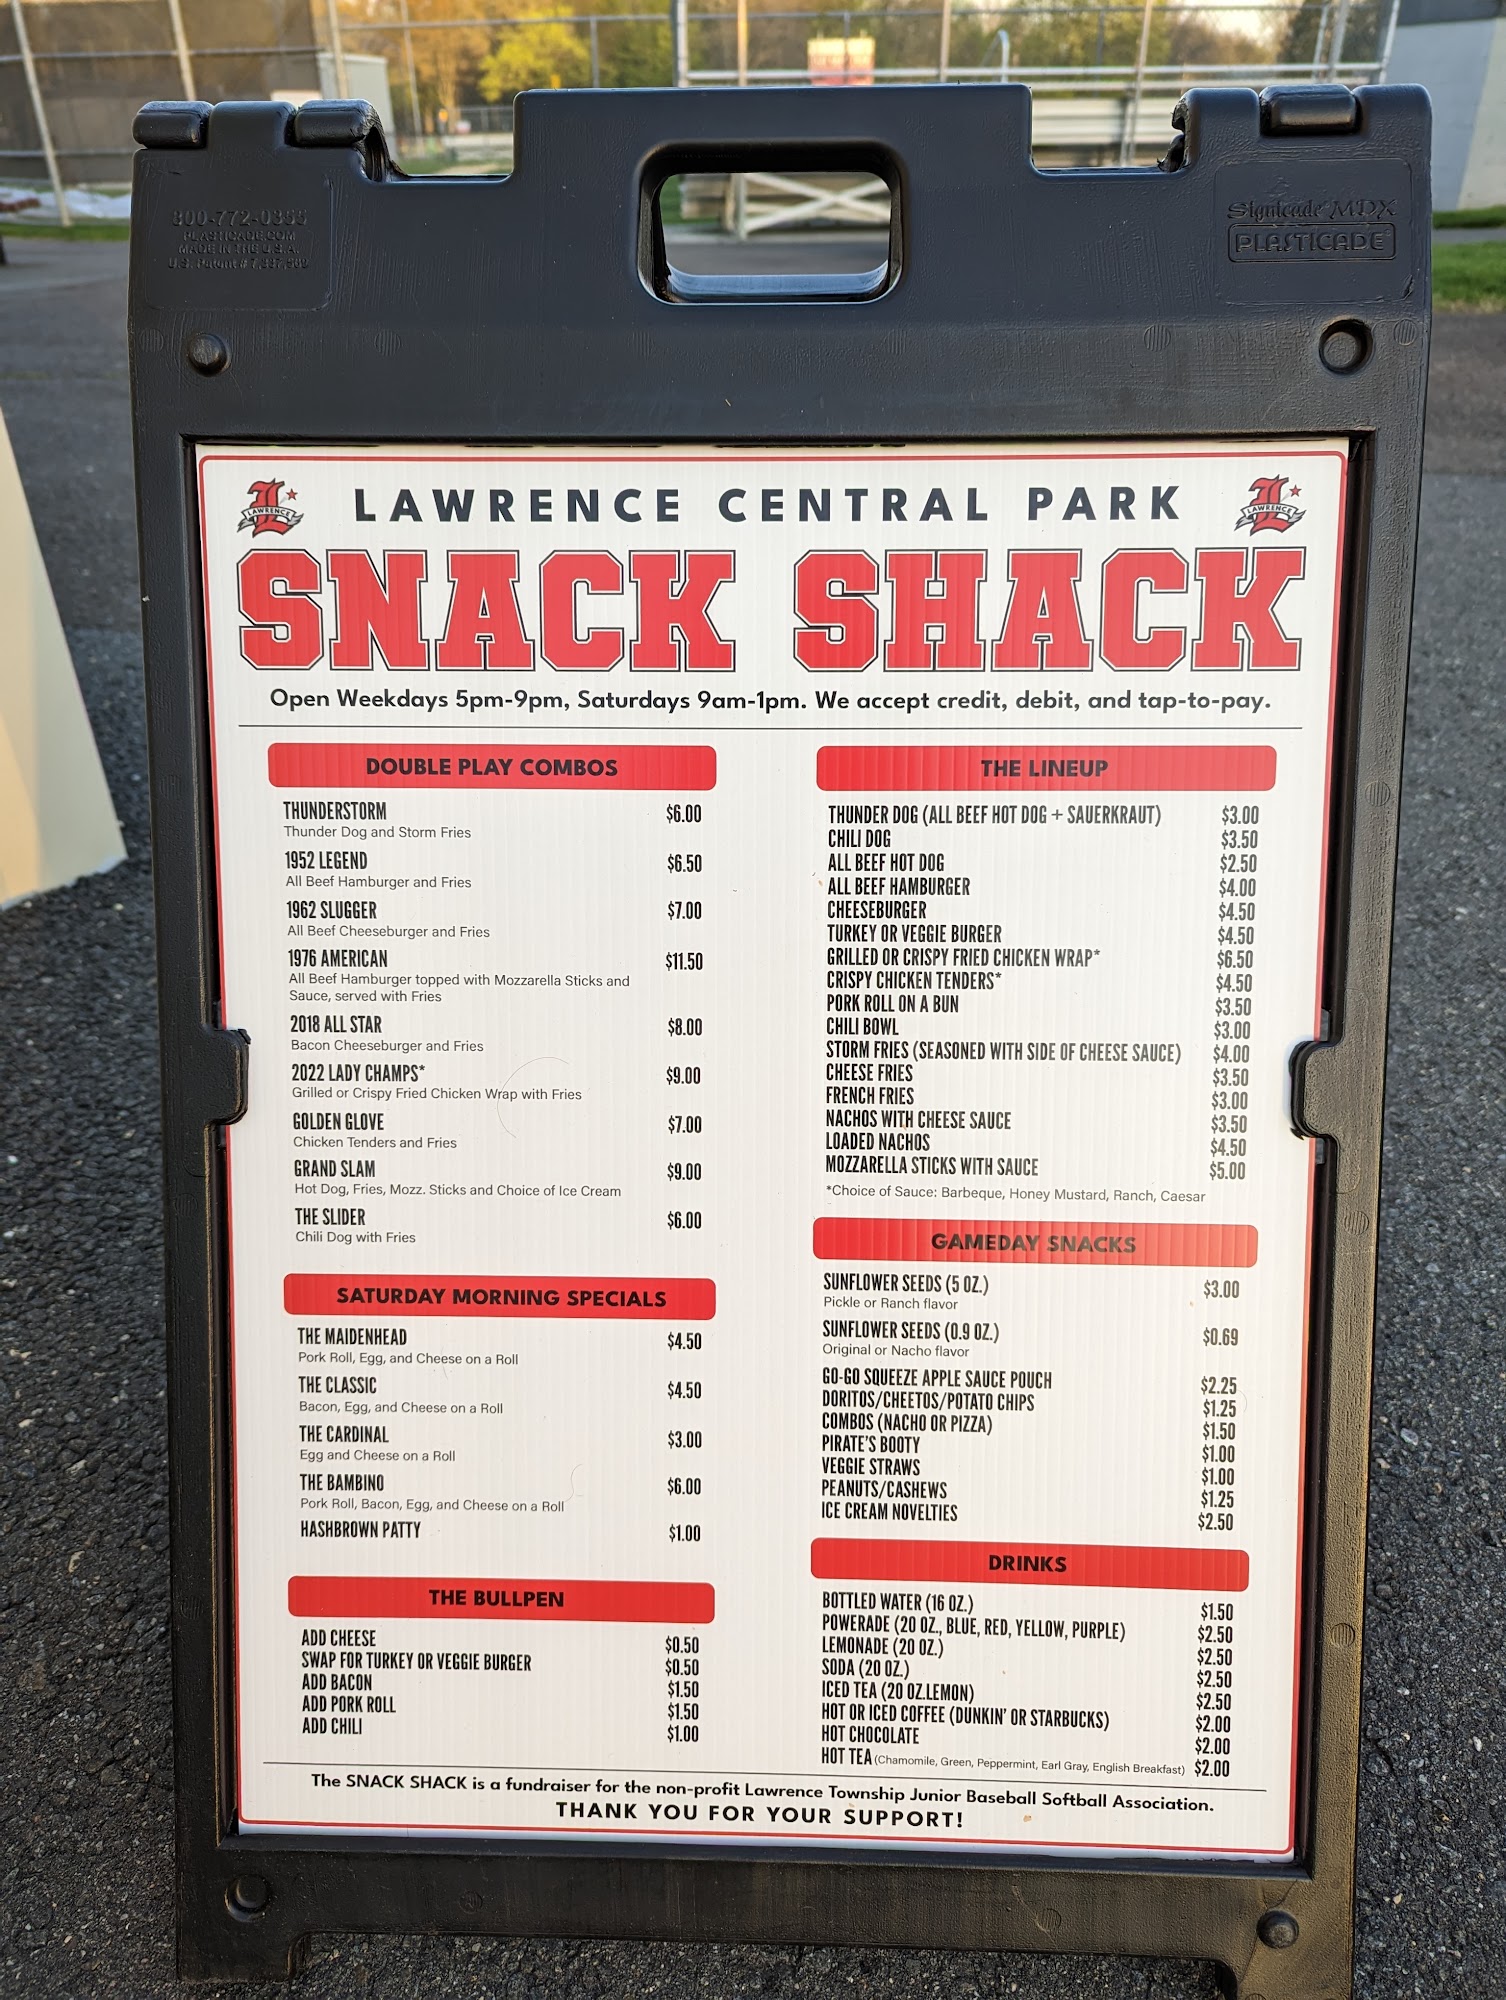 800-772-0355
PLASTICADE.COM
MADE IN THE U.S.A.
Signicade MDX
PLASTICADE
LAWRENCE
LAWRENCE CENTRAL PARK
LAWRENCE
SNACK SHACK
Open Weekdays 5pm-9pm, Saturdays 9am-1pm. We accept credit, debit, and tap-to-pay.
DOUBLE PLAY COMBOS
THUNDERSTORM $6.00
Thunder Dog and Storm Fries
1952 LEGEND $6.50
All Beef Hamburger and Fries
1962 SLUGGER $7.00
All Beef Cheeseburger and Fries
1976 AMERICAN $11.50
All Beef Hamburger topped with Mozzarella Sticks and
Sauce, served with Fries
2018 ALL STAR $8.00
Bacon Cheeseburger and Fries
2022 LADY CHAMPS* $9.00
Grilled or Crispy Fried Chicken Wrap with Fries
GOLDEN GLOVE $7.00
Chicken Tenders and Fries
GRAND SLAM $9.00
Hot Dog, Fries, Mozz. Sticks and Choice of Ice Cream
THE SLIDER $6.00
Chili Dog with Fries
SATURDAY MORNING SPECIALS
THE MAIDENHEAD $4.50
Pork Roll, Egg, and Cheese on a Roll
THE CLASSIC $4.50
Bacon, Egg, and Cheese on a Roll
THE CARDINAL $3.00
Egg and Cheese on a Roll
THE BAMBINO $6.00
Pork Roll, Bacon, Egg, and Cheese on a Roll
HASHBROWN PATTY $1.00
THE BULLPEN
ADD CHEESE $0.50
SWAP FOR TURKEY OR VEGGIE BURGER $0.50
ADD BACON $1.50
ADD PORK ROLL $1.50
ADD CHILI $1.00
THE LINEUP
THUNDER DOG (ALL BEEF HOT DOG + SAUERKRAUT) $3.00
CHILI DOG $3.50
ALL BEEF HOT DOG $2.50
ALL BEEF HAMBURGER $4.00
CHEESEBURGER $4.50
TURKEY OR VEGGIE BURGER $4.50
GRILLED OR CRISPY FRIED CHICKEN WRAP* $6.50
CRISPY CHICKEN TENDERS* $4.50
PORK ROLL ON A BUN $3.50
CHILI BOWL $3.00
STORM FRIES (SEASONED WITH SIDE OF CHEESE SAUCE) $4.00
CHEESE FRIES $3.50
FRENCH FRIES $3.00
NACHOS WITH CHEESE SAUCE $3.50
LOADED NACHOS $4.50
MOZZARELLA STICKS WITH SAUCE $5.00
*Choice of Sauce: Barbeque, Honey Mustard, Ranch, Caesar
GAMEDAY SNACKS
SUNFLOWER SEEDS (5 OZ.) $3.00
Pickle or Ranch flavor
SUNFLOWER SEEDS (0.9 OZ.) $0.69
Original or Nacho flavor
GO-GO SQUEEZE APPLE SAUCE POUCH $2.25
DORITOS/CHEETOS/POTATO CHIPS $1.25
COMBOS (NACHO OR PIZZA) $1.50
PIRATE'S BOOTY $1.00
VEGGIE STRAWS $1.00
PEANUTS/CASHEWS $1.25
ICE CREAM NOVELTIES $2.50
DRINKS
BOTTLED WATER (16 OZ.) $1.50
POWERADE (20 OZ., BLUE, RED, YELLOW, PURPLE) $2.50
LEMONADE (20 OZ.) $2.50
SODA (20 OZ.) $2.50
ICED TEA (20 OZ.LEMON) $2.50
HOT OR ICED COFFEE (DUNKIN' OR STARBUCKS) $2.00
HOT CHOCOLATE $2.00
HOT TEA (Chamomile, Green, Peppermint, Earl Gray, English Breakfast) $2.00
The SNACK SHACK is a fundraiser for the non-profit Lawrence Township Junior Baseball Softball Association.
THANK YOU FOR YOUR SUPPORT!